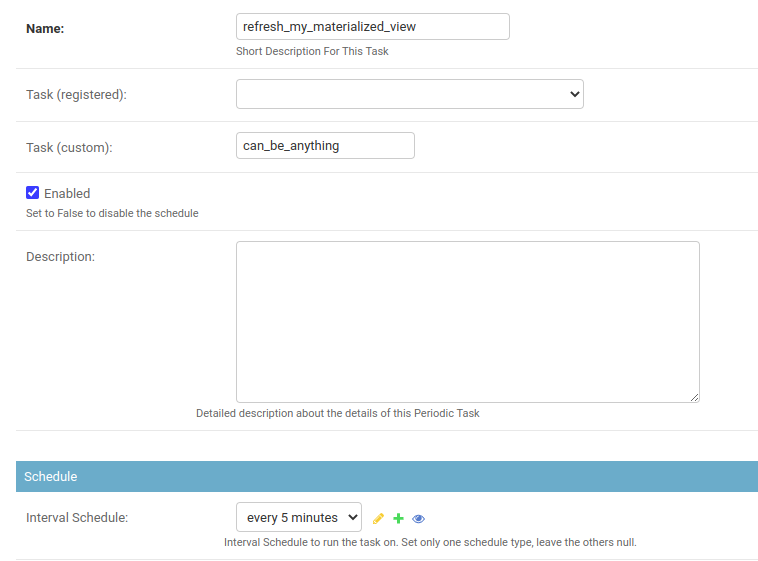 Name: refresh_my_materialized_view
Short Description For This Task
Task (registered):
Task (custom): can_be_anything
Enabled
Set to False to disable the schedule
Description:
Detailed description about the details of this Periodic Task
Schedule
Interval Schedule: every 5 minutes
Interval Schedule to run the task on. Set only one schedule type, leave the others null.